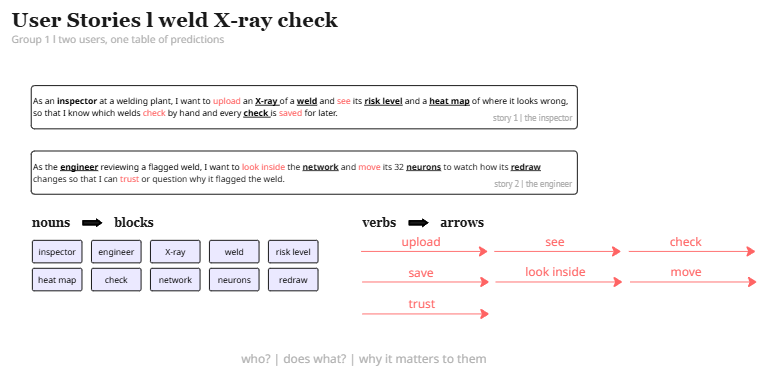 User Stories l weld X-ray check
Group 1 l two users, one table of predictions
As an inspector at a welding plant, I want to upload an X-ray of a weld and see its risk level and a heat map of where it looks wrong,
so that I know which welds check by hand and every check is saved for later.
story 1 | the inspector
As the engineer reviewing a flagged weld, I want to look inside the network and move its 32 neurons to watch how its redraw
changes so that I can trust or question why it flagged the weld.
story 2 | the engineer
nouns blocks
inspector engineer X-ray weld risk level
heat map check network neurons redraw
verbs arrows
upload see check
save look inside move
trust
who? | does what? | why it matters to them